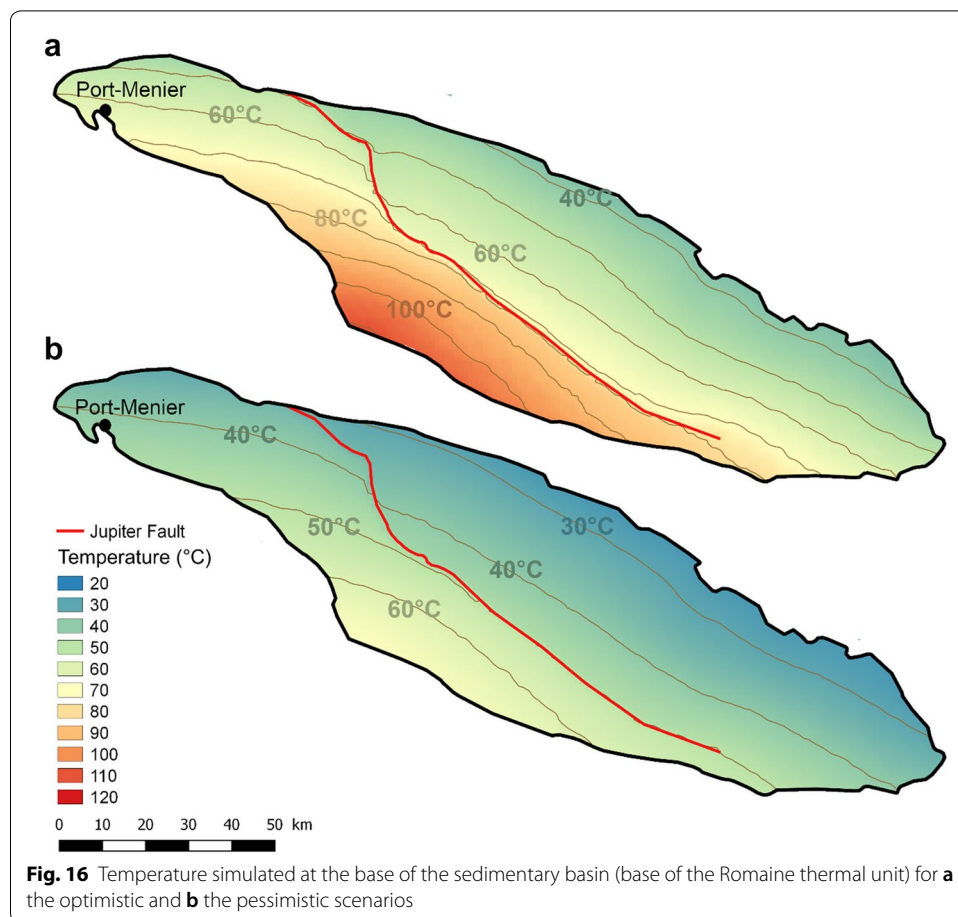 a
Port-Menier
60°C
40°C
80°C
60°C
100°C
b
Port-Menier
40°C
50°C
30°C
40°C
60°C
Jupiter Fault
Temperature (°C)
20
30
40
50
60
70
80
90
100
110
120
0 10 20 30 40 50 km
Fig. 16 Temperature simulated at the base of the sedimentary basin (base of the Romaine thermal unit) for a
the optimistic and b the pessimistic scenarios